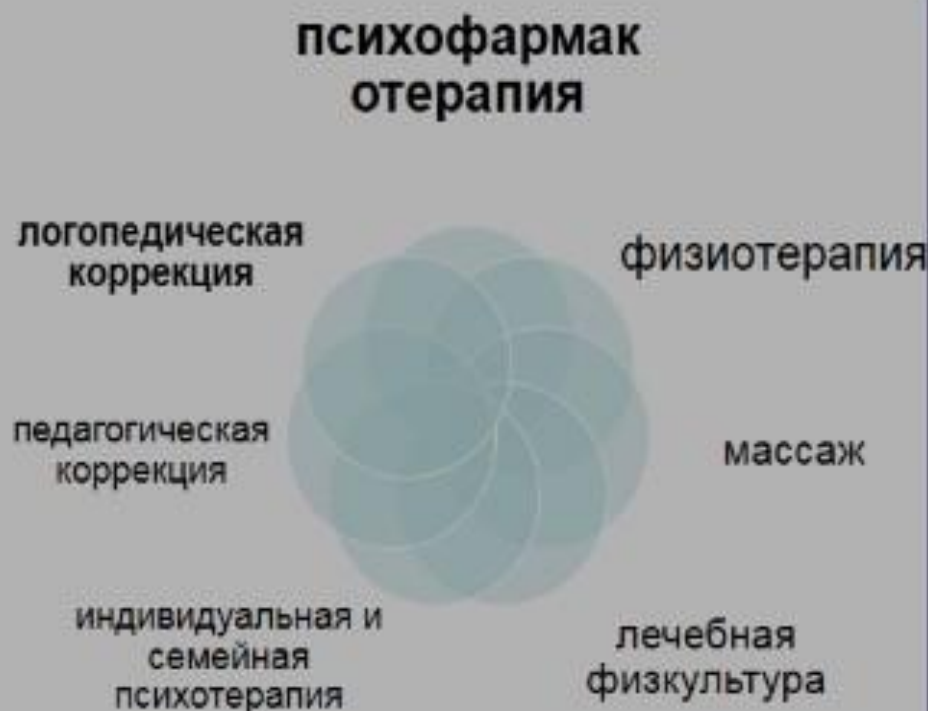 психофармак
отерапия
логопедическая
коррекция
физиотерапия
педагогическая
коррекция
массаж
индивидуальная и
семейная
психотерапия
лечебная
физкультура